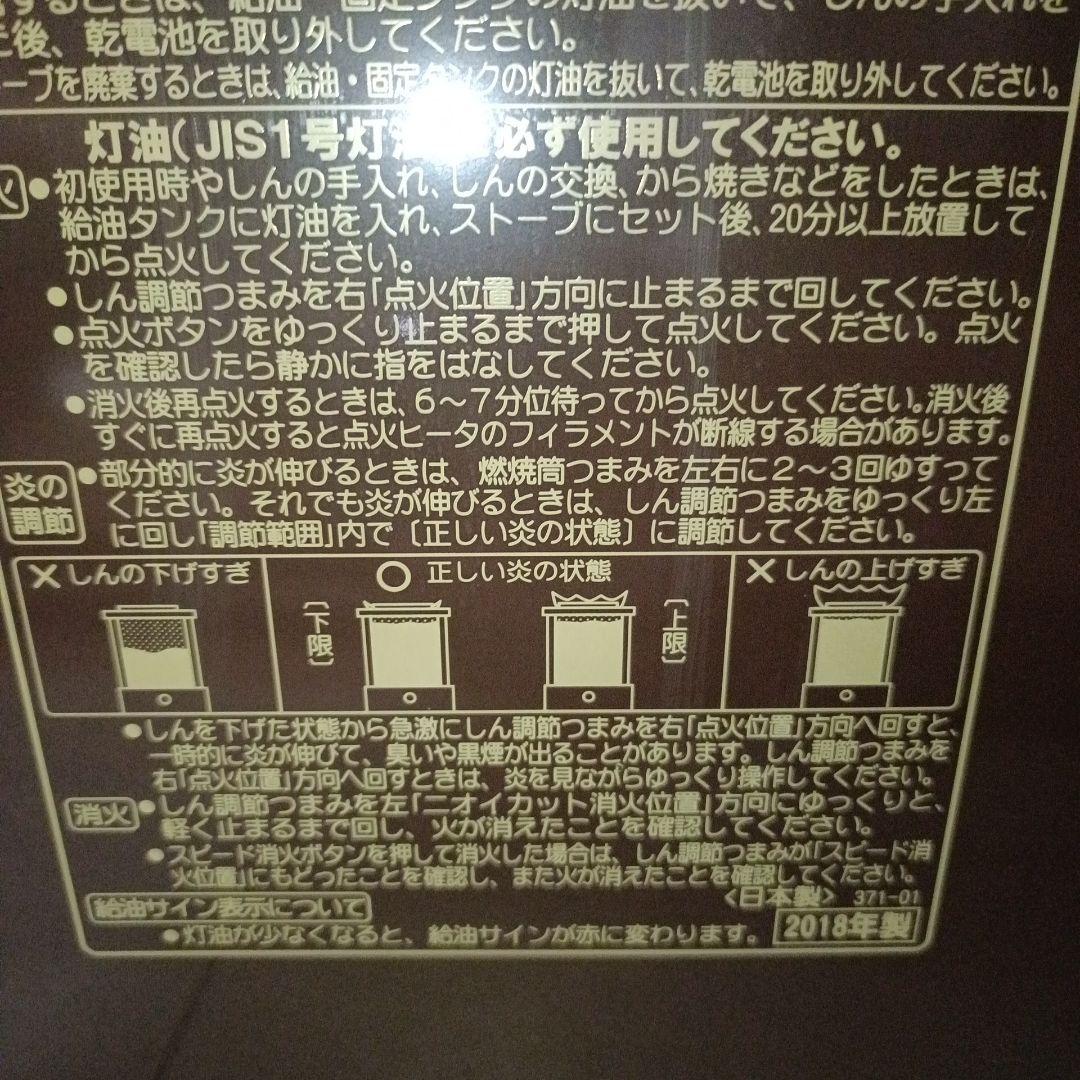 するときは、給油・固定タンクの灯油を抜いて、しんの手入れを
後、乾電池を取り外してください。
ーブを廃棄するときは、給油・固定タンクの灯油を抜いて、乾電池を取り外してください。
灯油(JIS1号灯油 必ず使用してください。
火
●初使用時やしんの手入れ、しんの交換、から焼きなどをしたときは、
給油タンクに灯油を入れ、ストーブにセット後、20分以上放置して
から点火してください。
●しん調節つまみを右「点火位置」方向に止まるまで回してください。
●点火ボタンをゆっくり止まるまで押して点火してください。点火
を確認したら静かに指をはなしてください。
●消火後再点火するときは、6〜7分位待ってから点火してください。消火後
すぐに再点火すると点火ヒータのフィラメントが断線する場合があります。
炎の
調節
●部分的に炎が伸びるときは、燃焼筒つまみを左右に2〜3回ゆすって
ください。それでも炎が伸びるときは、しん調節つまみをゆっくり左
に回し「調節範囲」内で〔正しい炎の状態〕に調節してください。
×しんの下げすぎ
○ 正しい炎の状態
×しんの上げすぎ
〔下限〕
〔上限〕
●しんを下げた状態から急激にしん調節つまみを右「点火位置」方向へ回すと、
一時的に炎が伸びて、臭いや黒煙が出ることがあります。しん調節つまみを
右「点火位置」方向へ回すときは、炎を見ながらゆっくり操作してください。
消火
●しん調節つまみを左「ニオイカット消火位置」方向にゆっくりと、
軽く止まるまで回し、火が消えたことを確認してください。
●スピード消火ボタンを押して消火した場合は、しん調節つまみが「スピード消
火位置」にもどったことを確認し、また火が消えたことを確認してください。
<日本製> 371-01
給油サイン表示について
●灯油が少なくなると、給油サインが赤に変わります。
2018年製